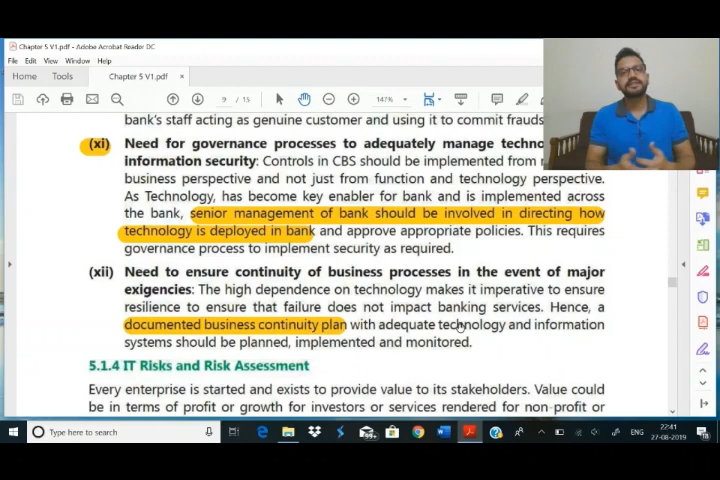 Chapter 5 V1.pdf - Adobe Acrobat Reader DC
File Edit View Window Help
Home Tools Chapter 5 V1.pdf ×
9 / 15 147%
bank's staff acting as genuine customer and using it to commit frauds
(xi) Need for governance processes to adequately manage
information security: Controls in CBS should be implemented from
business perspective and not just from function and technology perspective.
As Technology, has become key enabler for bank and is implemented across
the bank, senior management of bank should be involved in directing how
technology is deployed in bank and approve appropriate policies. This requires
governance process to implement security as required.
(xii) Need to ensure continuity of business processes in the event of major
exigencies: The high dependence on technology makes it imperative to ensure
resilience to ensure that failure does not impact banking services. Hence, a
documented business continuity plan with adequate technology and information
systems should be planned, implemented and monitored.
5.1.4 IT Risks and Risk Assessment
Every enterprise is started and exists to provide value to its stakeholders. Value could
be in terms of profit or growth for investors or services rendered for non-profit or
Type here to search
99+
ENG
22:41
27-08-2019